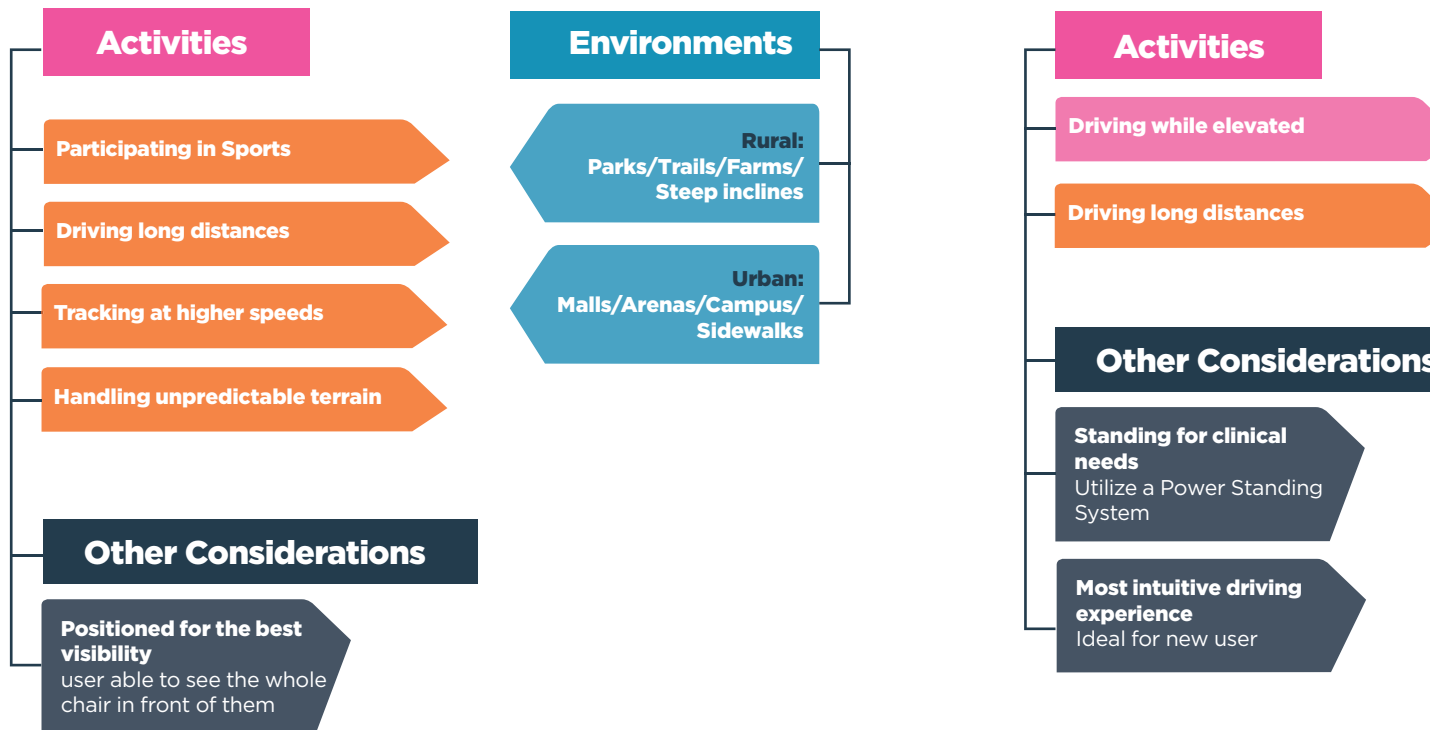 Activities
Participating in Sports
Driving long distances
Tracking at higher speeds
Handling unpredictable terrain
Other Considerations
Positioned for the best
visibility
user able to see the whole
chair in front of them
Environments
Rural:
Parks/Trails/Farms/
Steep inclines
Urban:
Malls/Arenas/Campus/
Sidewalks
Activities
Driving while elevated
Driving long distances
Other Considerations
Standing for clinical
needs
Utilize a Power Standing
System
Most intuitive driving
experience
Ideal for new user